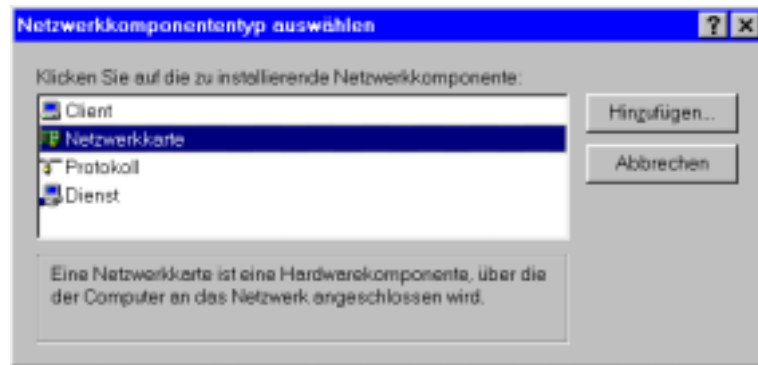 Netzwerkkomponententyp auswählen
Klicken Sie auf die zu installierende Netzwerkkomponente:
Client
Netzwerkkarte
Protokoll
Dienst
Hinzufügen...
Abbrechen
Eine Netzwerkkarte ist eine Hardwarekomponente, über die
der Computer an das Netzwerk angeschlossen wird.